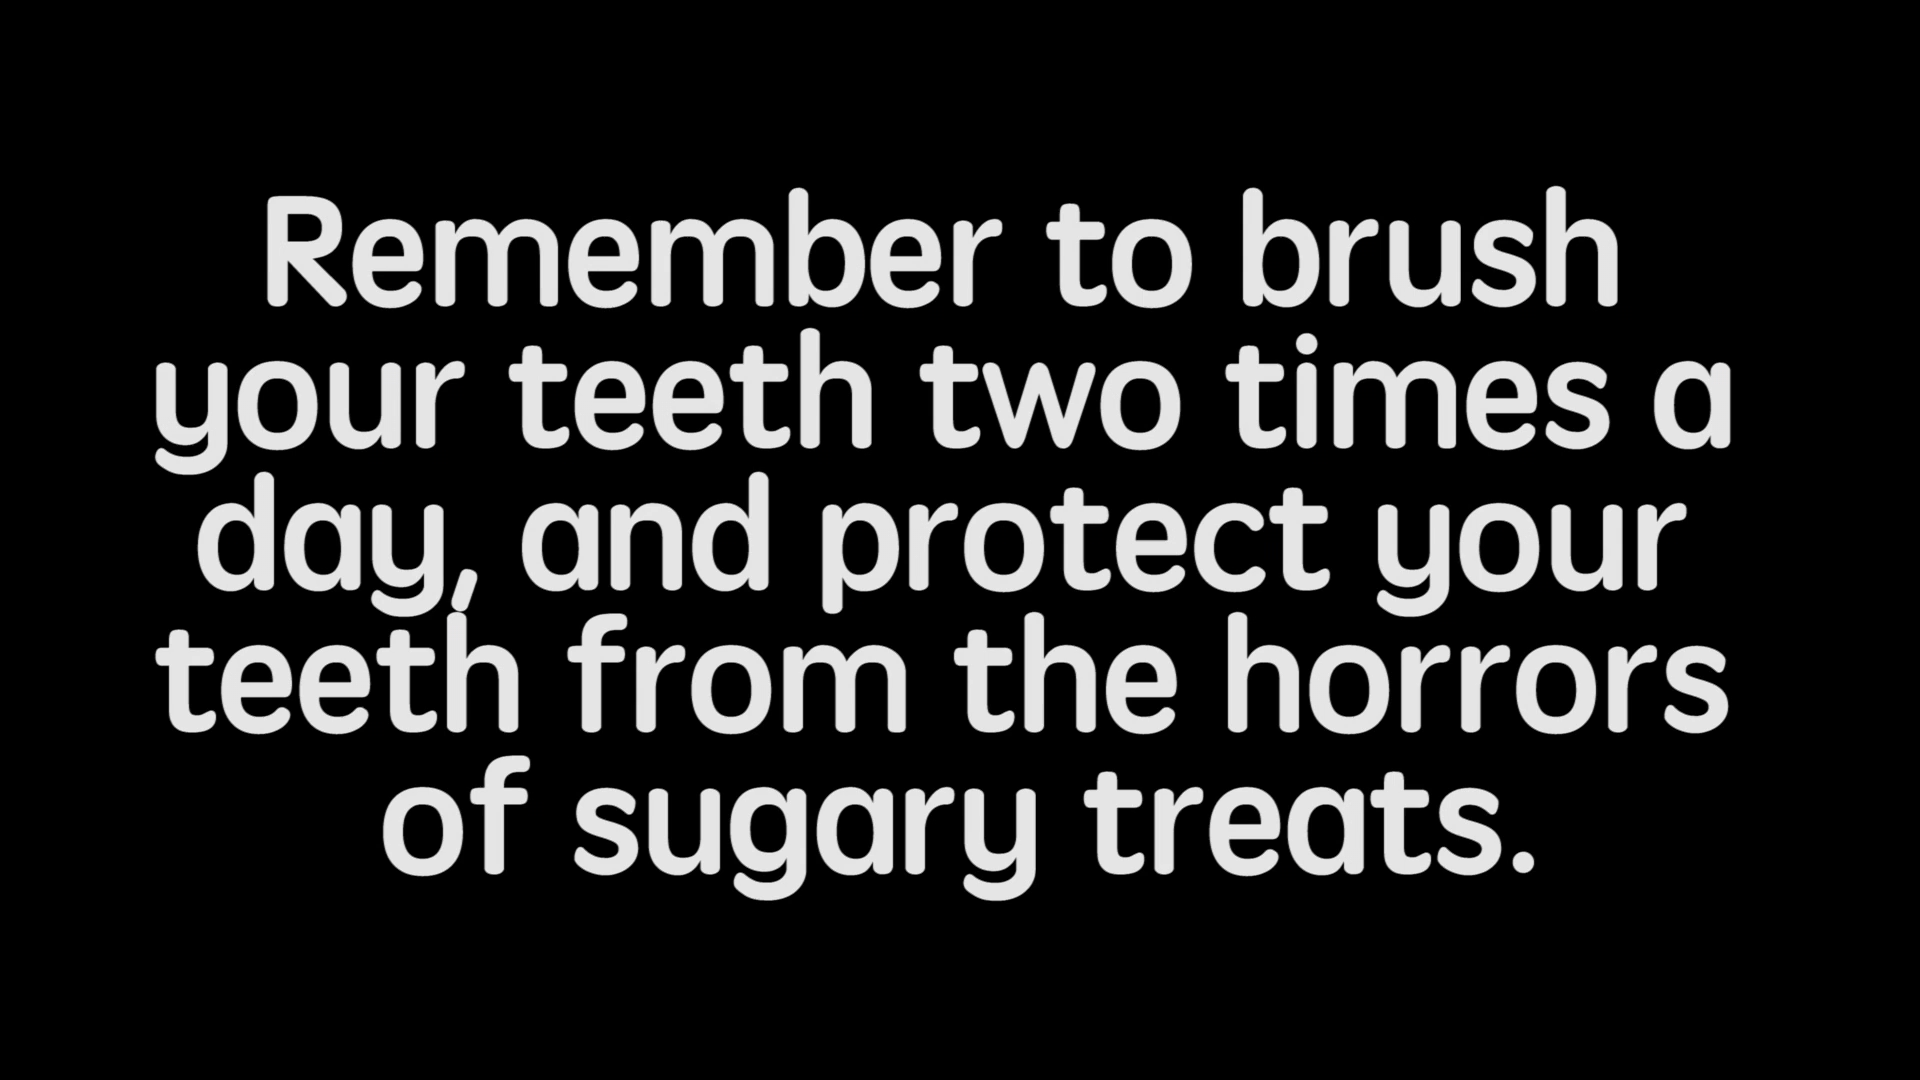 Remember to brush
your teeth two times a
day, and protect your
teeth from the horrors
of sugary treats.